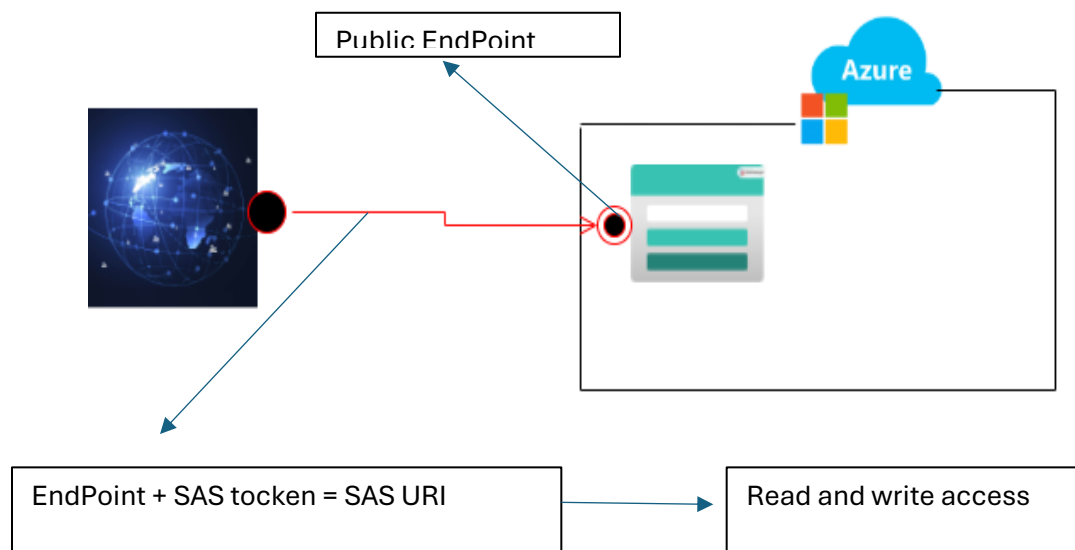 Public EndPoint
Azure
EndPoint + SAS tocken = SAS URI
Read and write access